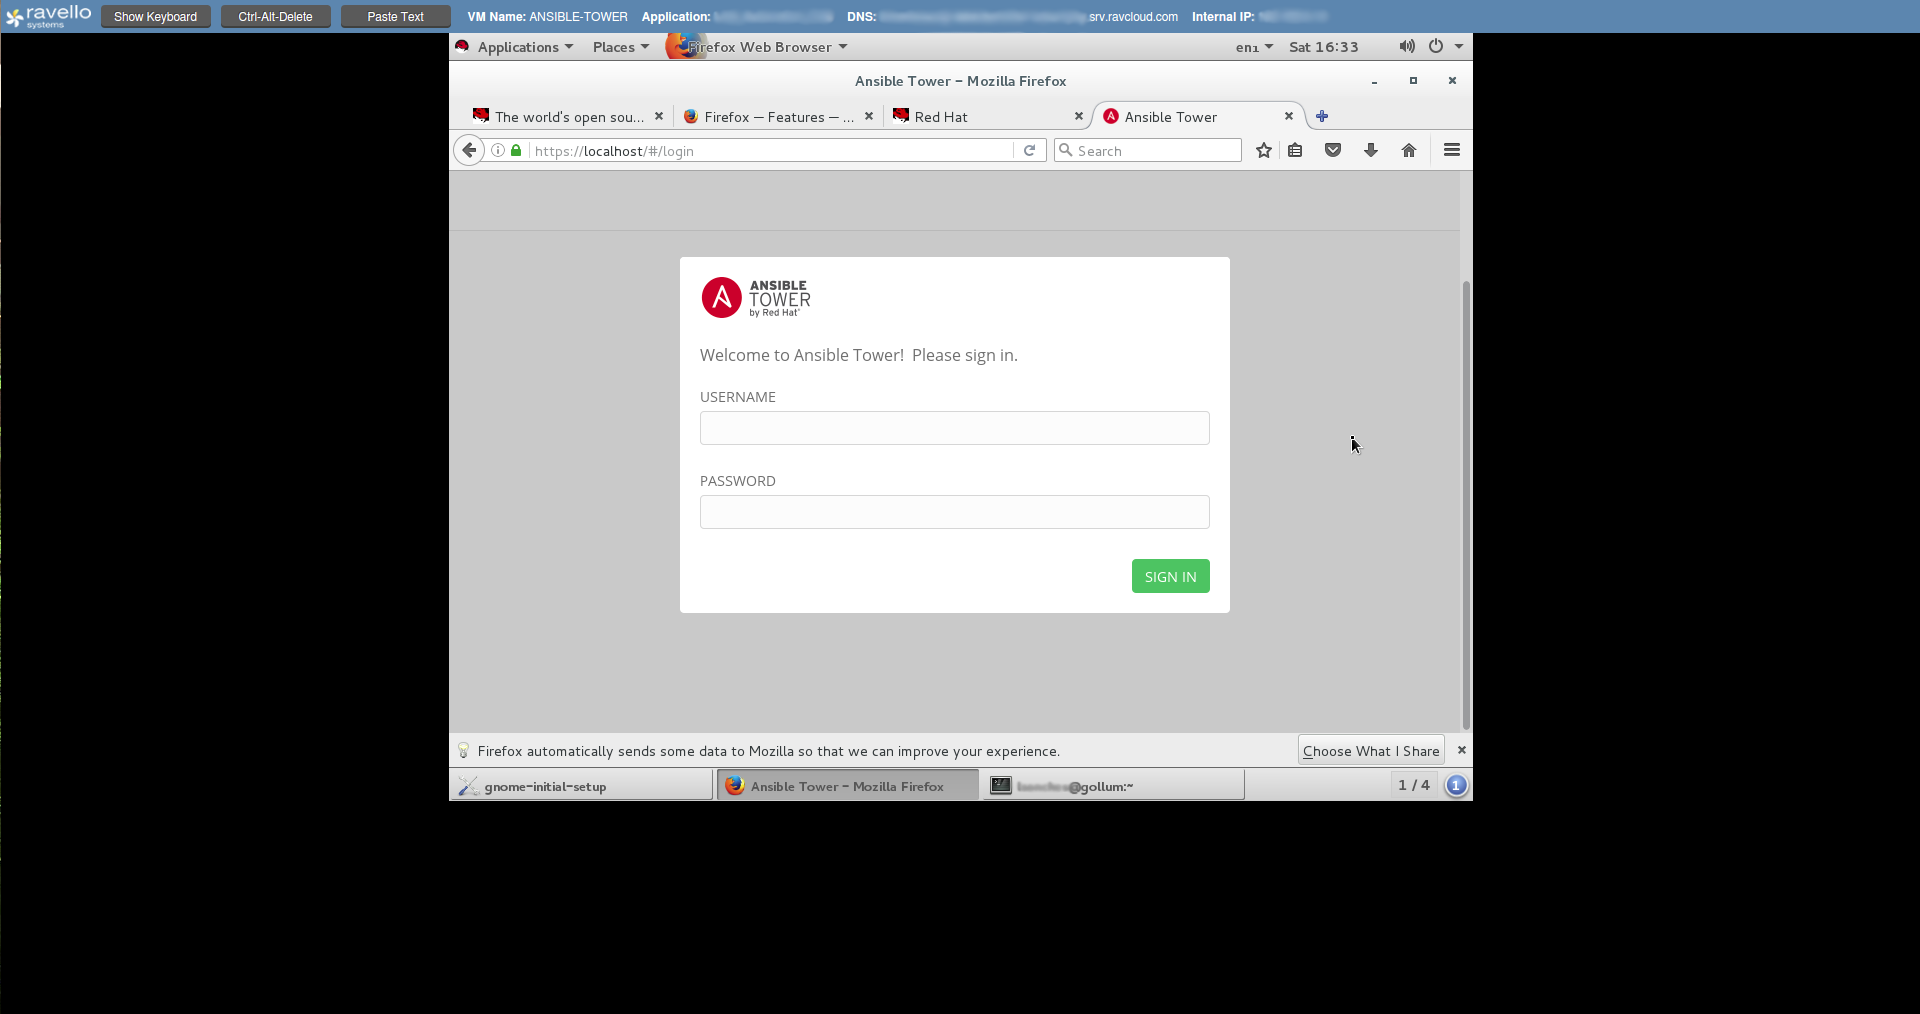 ravello systems Show Keyboard Ctrl-Alt-Delete Paste Text VM Name: ANSIBLE-TOWER Application: DNS: .srv.ravcloud.com Internal IP:
Applications Places Firefox Web Browser en1 Sat 16:33
Ansible Tower - Mozilla Firefox
The world's open sou... Firefox — Features — ... Red Hat Ansible Tower
https://localhost/#/login Search
ANSIBLE
TOWER
by Red Hat®
Welcome to Ansible Tower! Please sign in.
USERNAME
PASSWORD
SIGN IN
Firefox automatically sends some data to Mozilla so that we can improve your experience. Choose What I Share
gnome-initial-setup Ansible Tower - Mozilla Firefox @gollum:~ 1 / 4 1